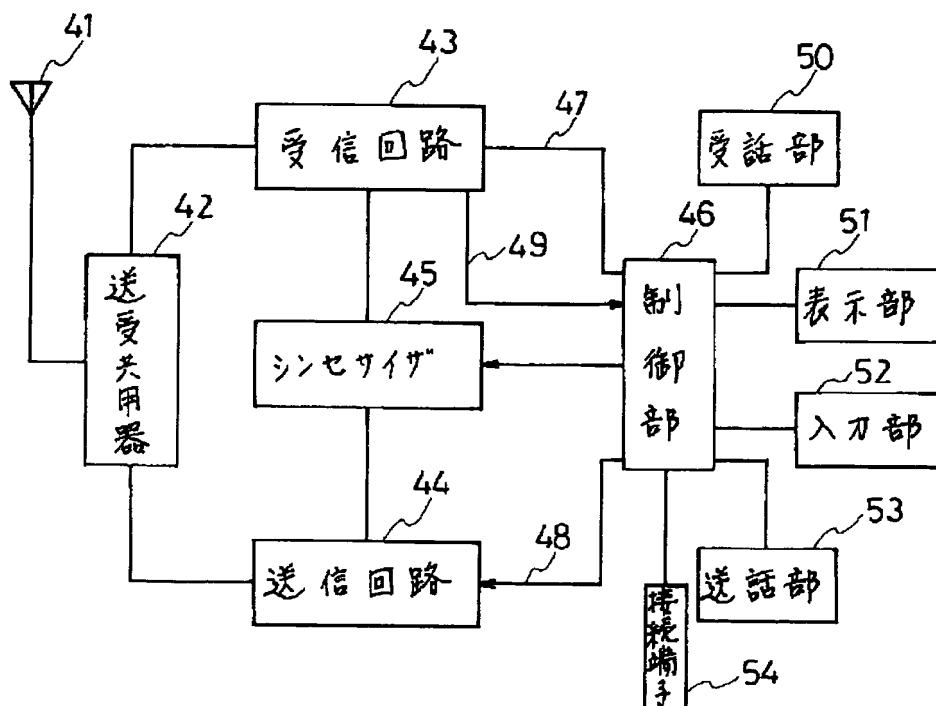 41
43
受信回路
47
50
受話部
42
送受共用器
49
46
制御部
51
表示部
45
シンセサイザ
52
入力部
44
送信回路
48
53
送話部
接続端子
54